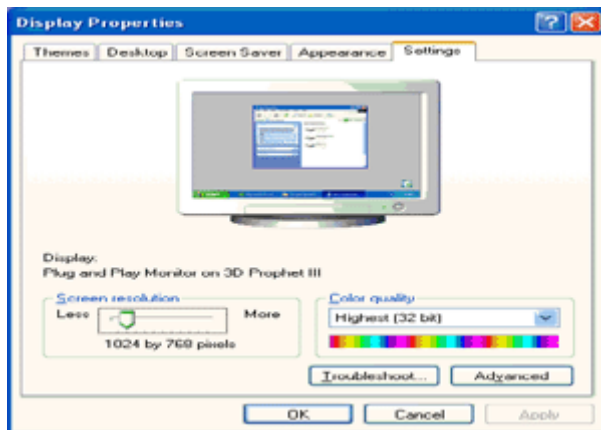 Display Properties
Themes Desktop Screen Saver Appearance Settings
Display:
Plug and Play Monitor on 3D Prophet III
Screen resolution
Less More
1024 by 768 pixels
Color quality
Highest (32 bit)
Troubleshoot... Advanced
OK Cancel Apply